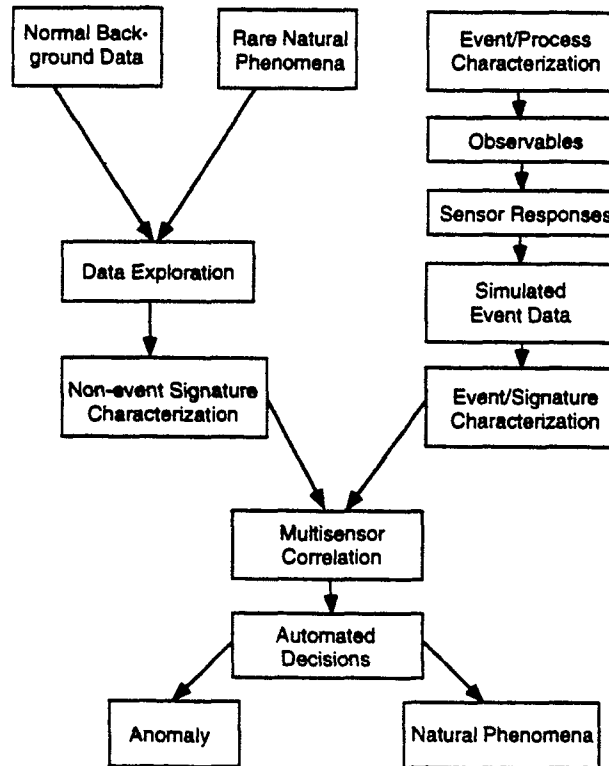 Normal Back-
ground Data
Rare Natural
Phenomena
Event/Process
Characterization
Observables
Sensor Responses
Data Exploration
Simulated
Event Data
Non-event Signature
Characterization
Event/Signature
Characterization
Multisensor
Correlation
Automated
Decisions
Anomaly
Natural Phenomena